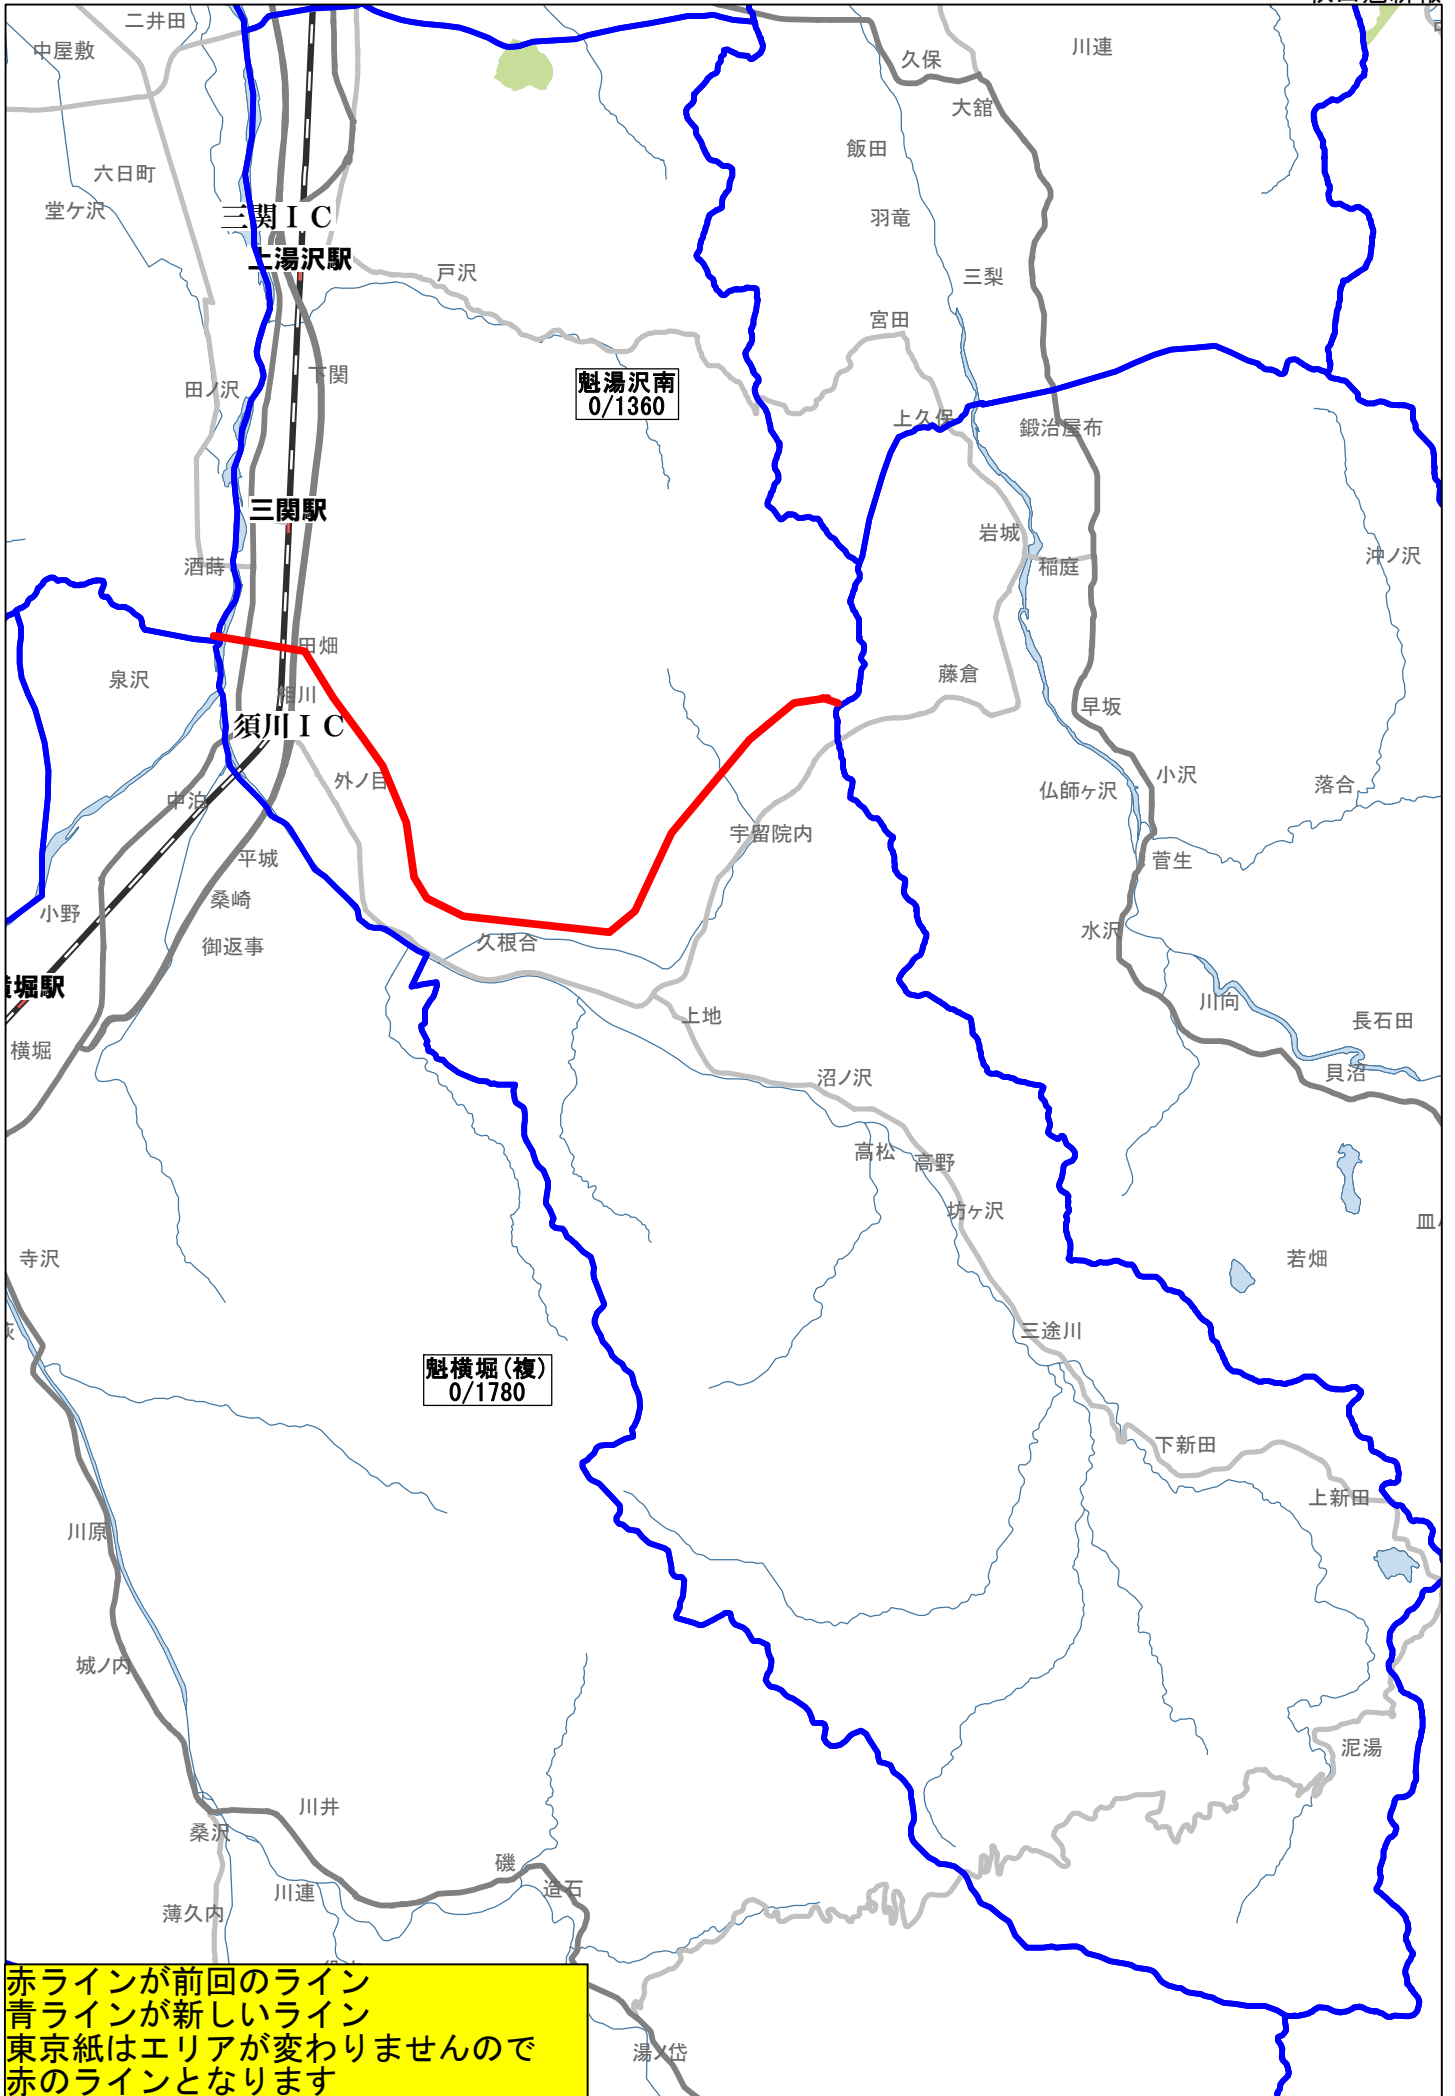 二井田
中屋敷
久保
川連
大舘
飯田
六日町
堂ケ沢
三関ＩＣ
羽竜
上湯沢駅
戸沢
三梨
宮田
下関
田ノ沢
魁湯沢南
0/1360
上久保
鍛治屋布
三関駅
岩城
沖ノ沢
酒蒔
稲庭
田畑
泉沢
藤倉
相川
早坂
須川ＩＣ
外ノ目
小沢
落合
仏師ヶ沢
中泊
宇留院内
平城
菅生
桑崎
小野
水沢
久根合
御返事
堀駅
川向
上地
長石田
横堀
貝沼
沼ノ沢
高松
高野
坊ヶ沢
皿
寺沢
若畑
三途川
魁横堀(複)
0/1780
下新田
上新田
川原
城ノ内
泥湯
川井
桑沢
磯
造石
川連
薄久内
赤ラインが前回のライン
青ラインが新しいライン
東京紙はエリアが変わりませんので
赤のラインとなります
湯ノ岱